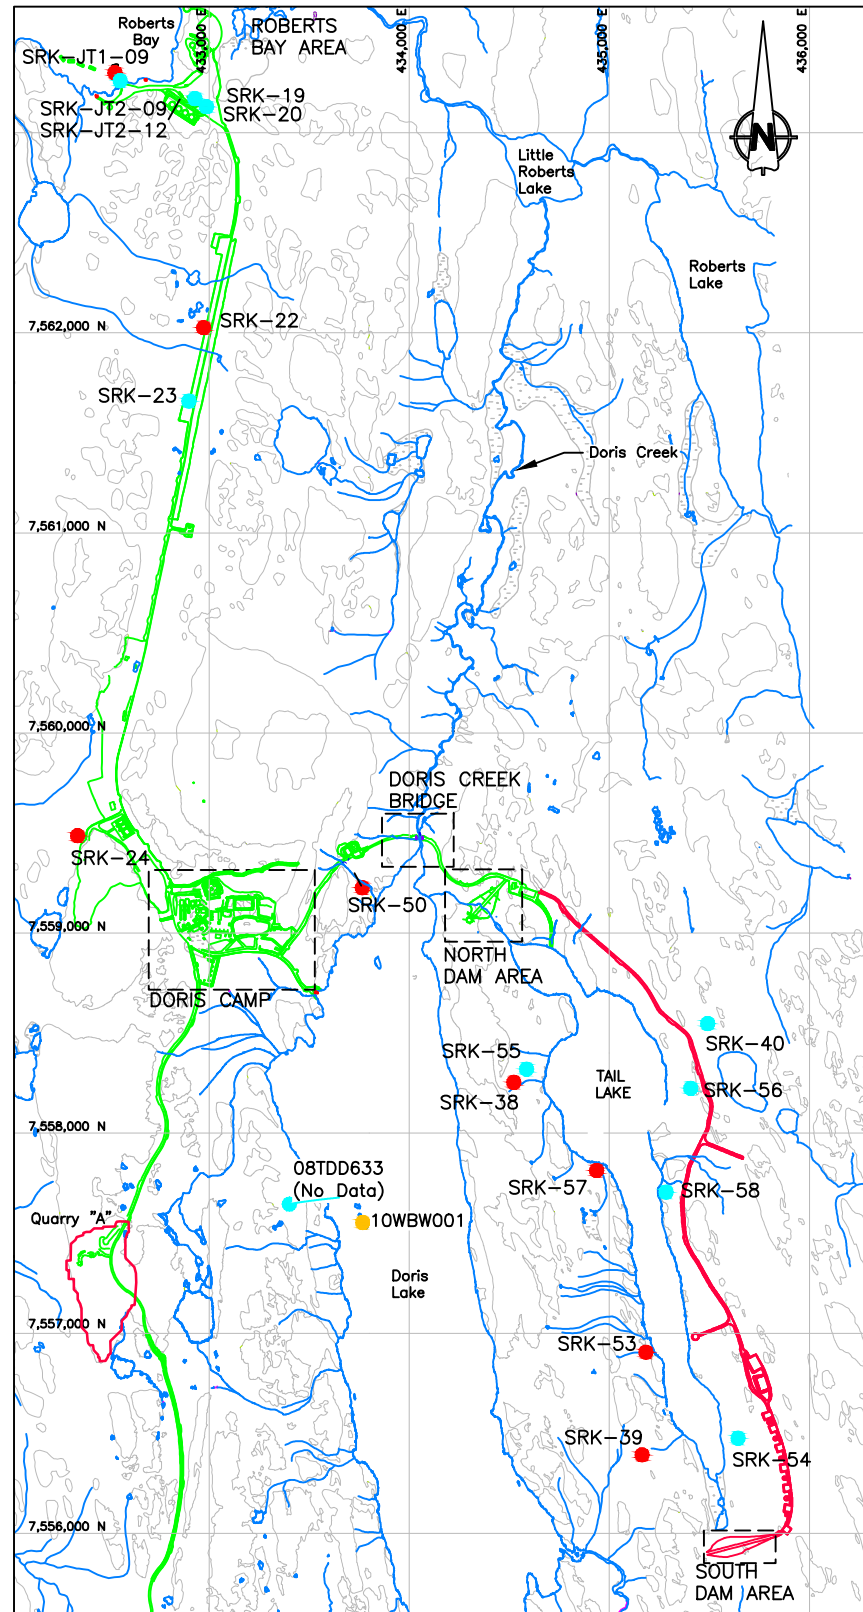 433,000 E
434,000 E
435,000 E
436,000 E
Roberts
Bay
ROBERTS
BAY AREA
SRK-JT1-09
SRK-JT2-09/
SRK-JT2-12
SRK-19
SRK-20
N
Little
Roberts
Lake
Roberts
Lake
7,562,000 N
SRK-22
SRK-23
Doris Creek
7,561,000 N
7,560,000 N
DORIS CREEK
BRIDGE
SRK-24
SRK-50
7,559,000 N
NORTH
DAM AREA
DORIS CAMP
SRK-40
SRK-55
SRK-38
TAIL
LAKE
SRK-56
7,558,000 N
08TDD633
(No Data)
SRK-57
SRK-58
Quarry "A"
10WBW001
Doris
Lake
7,557,000 N
SRK-53
SRK-39
SRK-54
7,556,000 N
SOUTH
DAM AREA